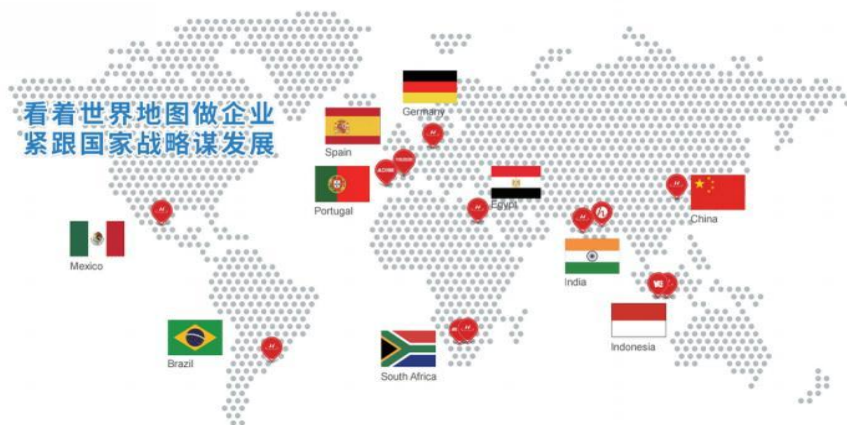 看着世界地图做企业
紧跟国家战略谋发展
Germany
Spain
Portugal
Egypt
China
Mexico
India
Indonesia
Brazil
South Africa